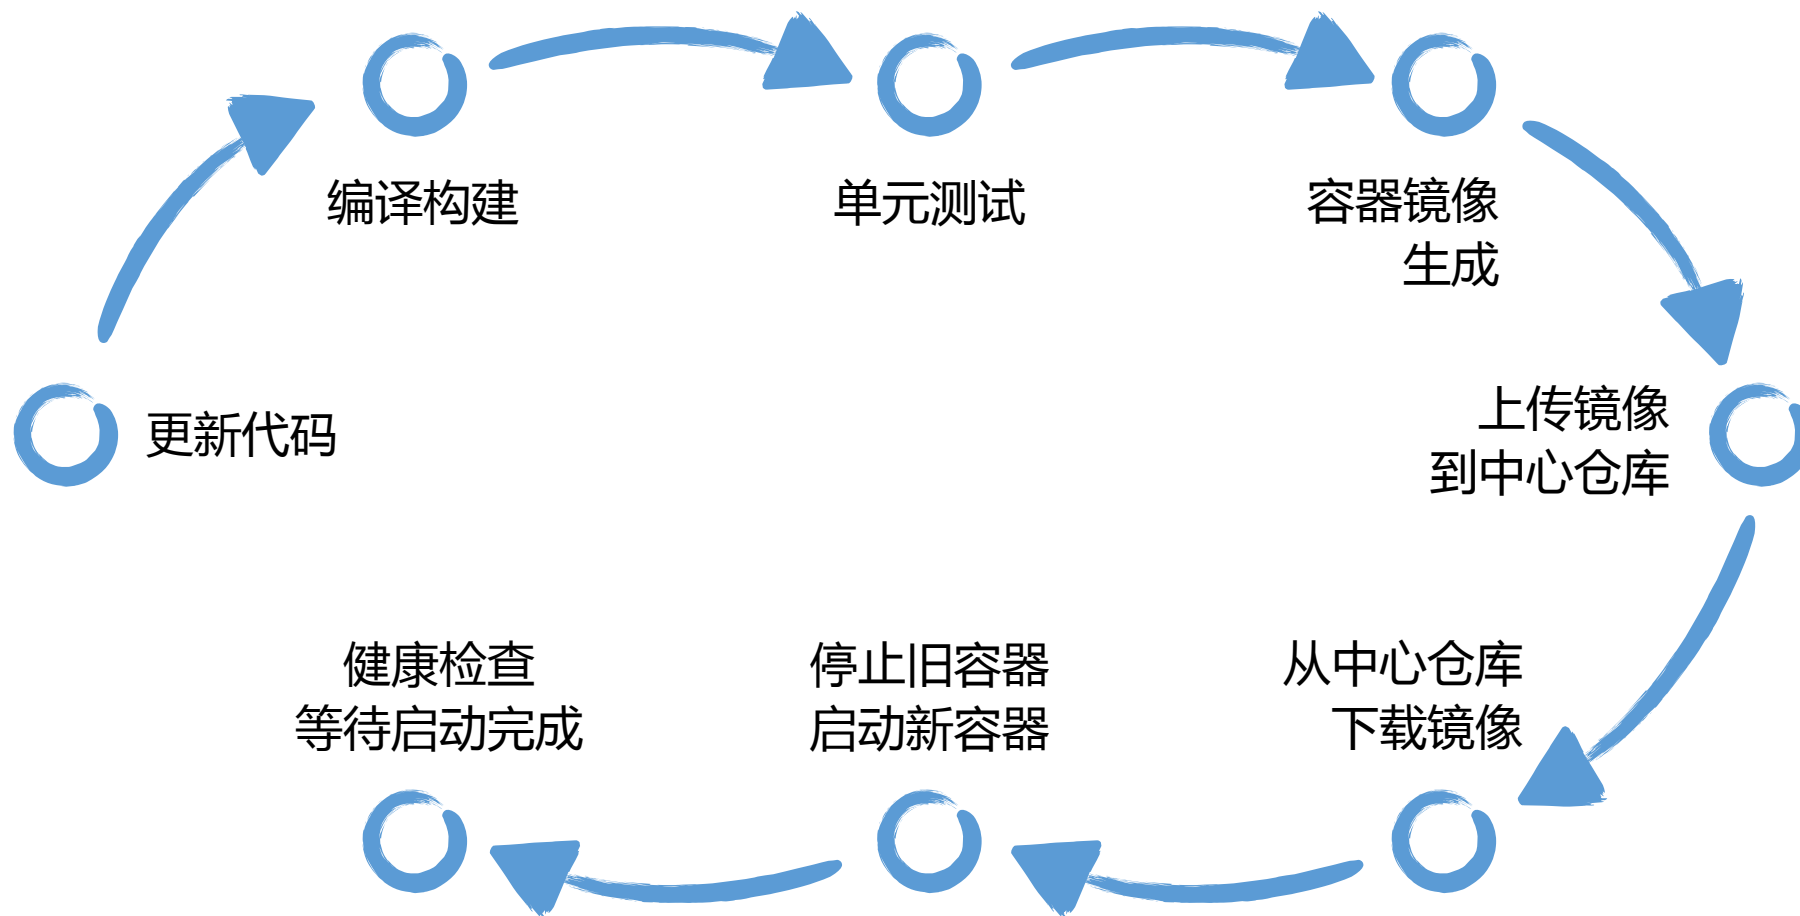 编译构建
单元测试
容器镜像
生成
更新代码
上传镜像
到中心仓库
健康检查
等待启动完成
停止旧容器
启动新容器
从中心仓库
下载镜像